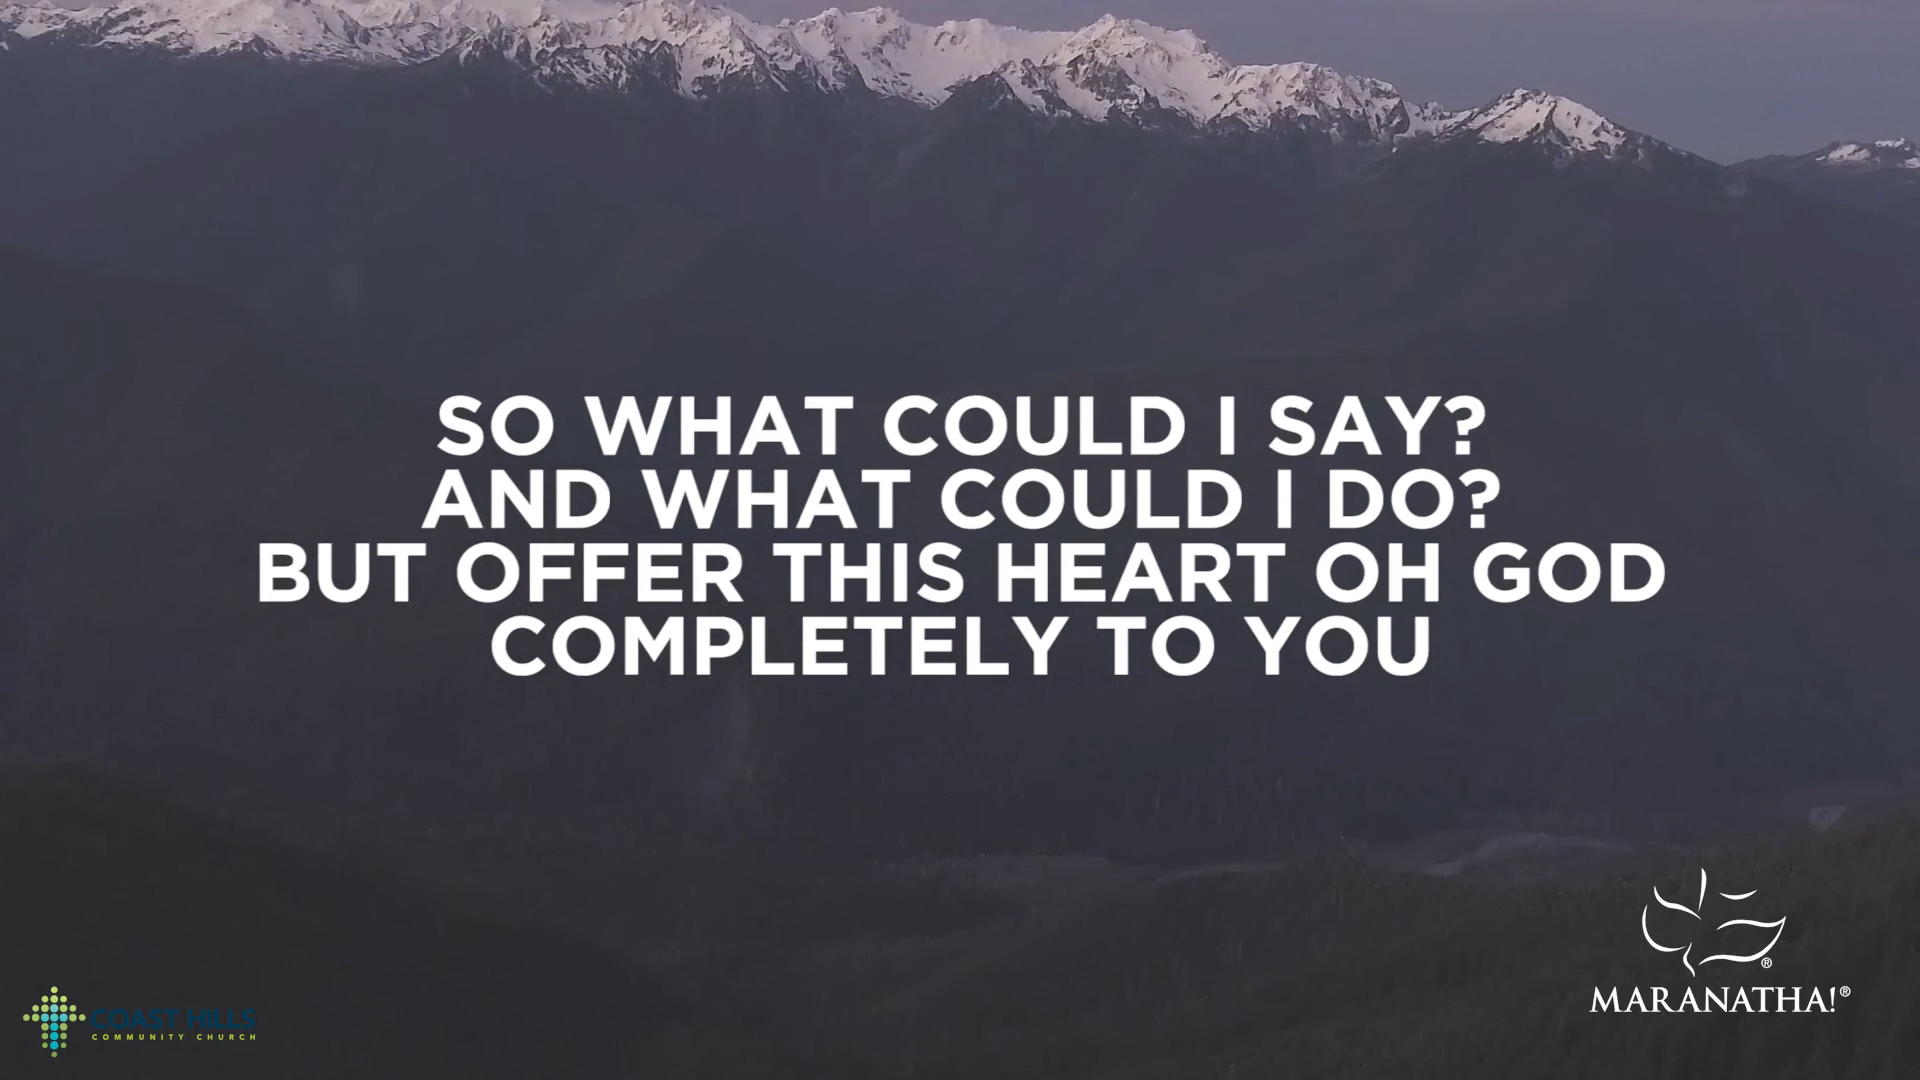 SO WHAT COULD I SAY?
AND WHAT COULD I DO?
BUT OFFER THIS HEART OH GOD
COMPLETELY TO YOU
®
MARANATHA!®
COAST HILLS
COMMUNITY CHURCH